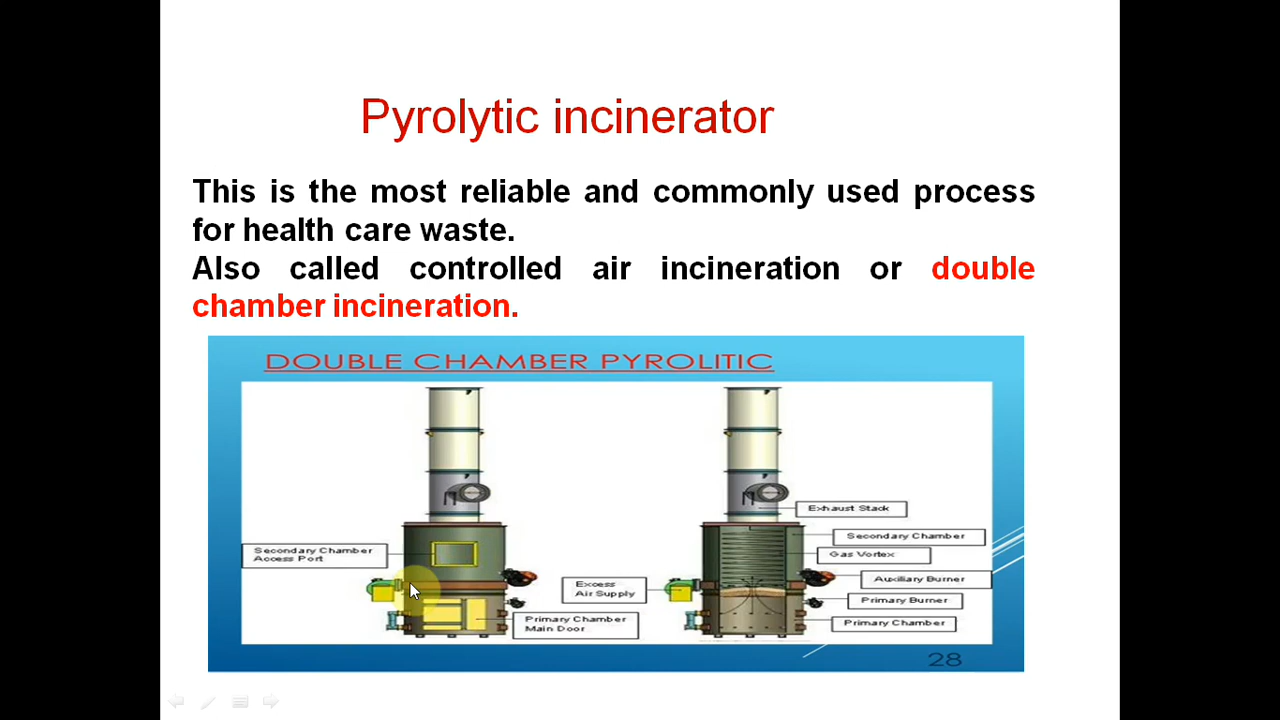 Pyrolytic incinerator
This is the most reliable and commonly used process
for health care waste.
Also called controlled air incineration or double
chamber incineration.
DOUBLE CHAMBER PYROLITIC
Exhaust Stack
Secondary Chamber
Gas Vortex
Secondary Chamber
Access Port
Auxiliary Burner
Excess
Air Supply
Primary Burner
Primary Chamber
Main Door
Primary Chamber
28